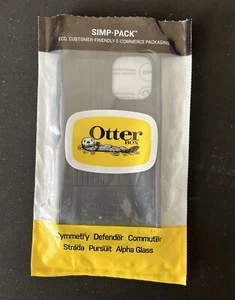 SIMP-PACK™
ECO, CUSTOMER-FRIENDLY E-COMMERCE PACKAGING
Otter
BOX
Symmetry Defender Commuter
Strada Pursuit Alpha Glass